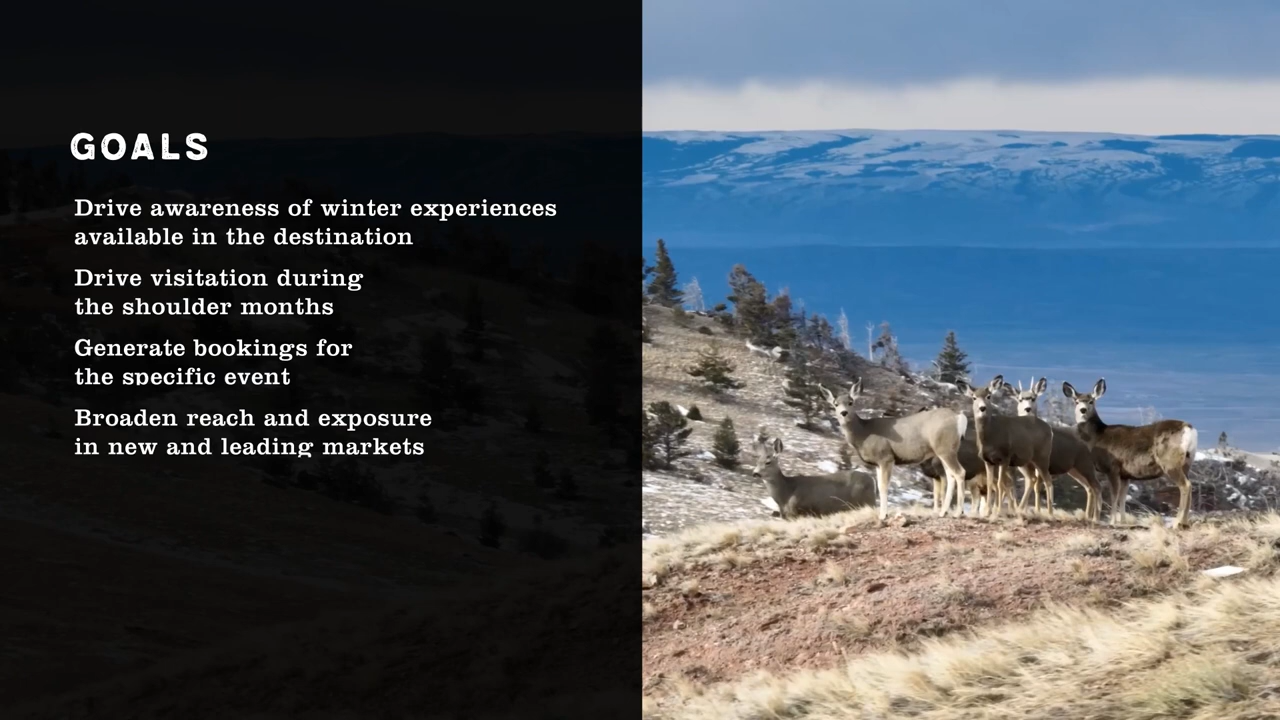 GOALS
Drive awareness of winter experiences
available in the destination
Drive visitation during
the shoulder months
Generate bookings for
the specific event
Broaden reach and exposure
in new and leading markets